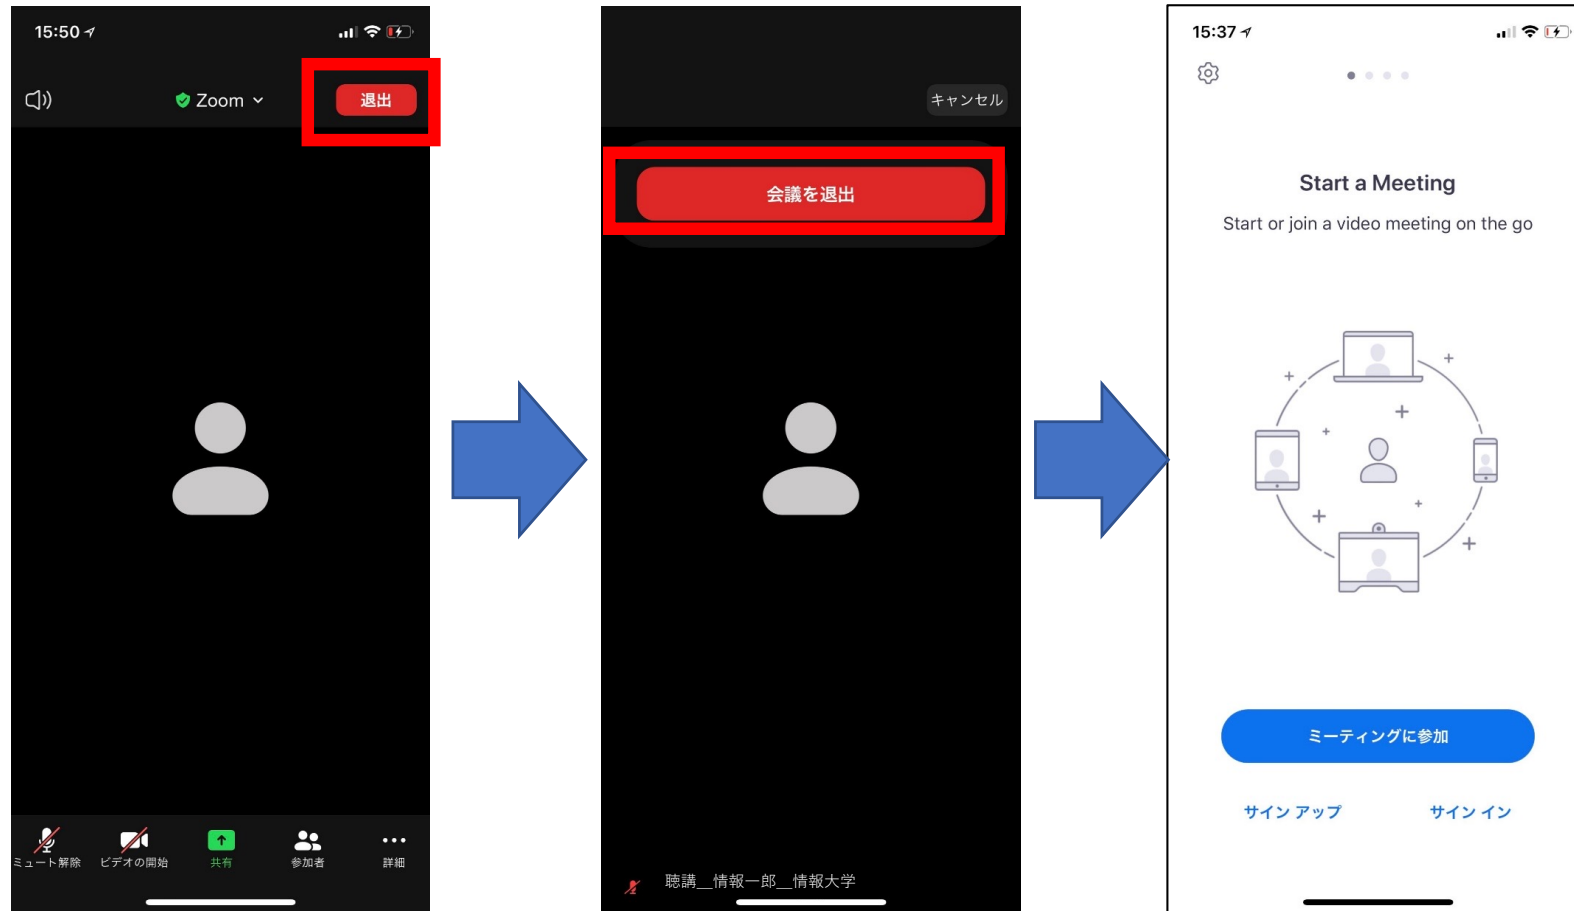 15:50
Zoom
退出
ミュート解除
ビデオの開始
共有
参加者
詳細
キャンセル
会議を退出
聴講__情報一郎__情報大学
15:37
Start a Meeting
Start or join a video meeting on the go
ミーティングに参加
サイン アップ
サイン イン